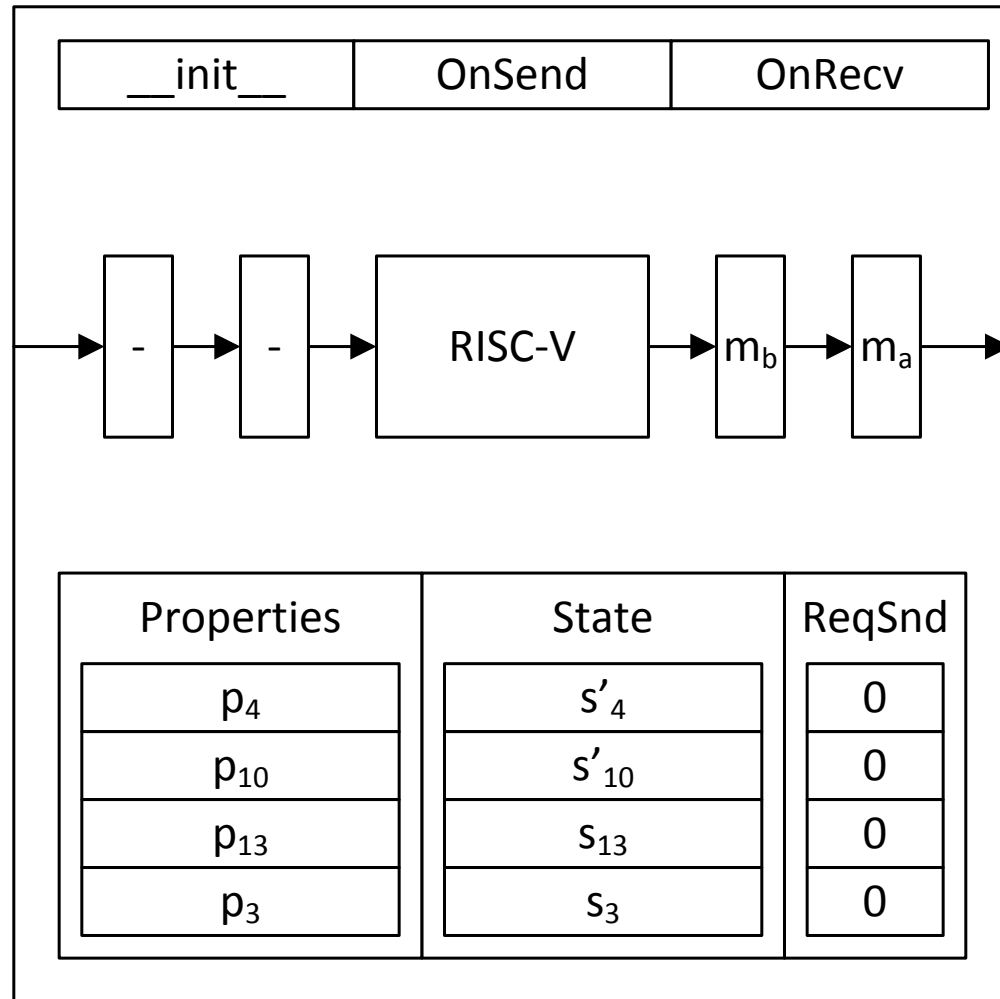 __init__ OnSend OnRecv
- - RISC-V m_b m_a
Properties State ReqSnd
p_4 s’_4 0
p_10 s’_10 0
p_13 s_13 0
p_3 s_3 0